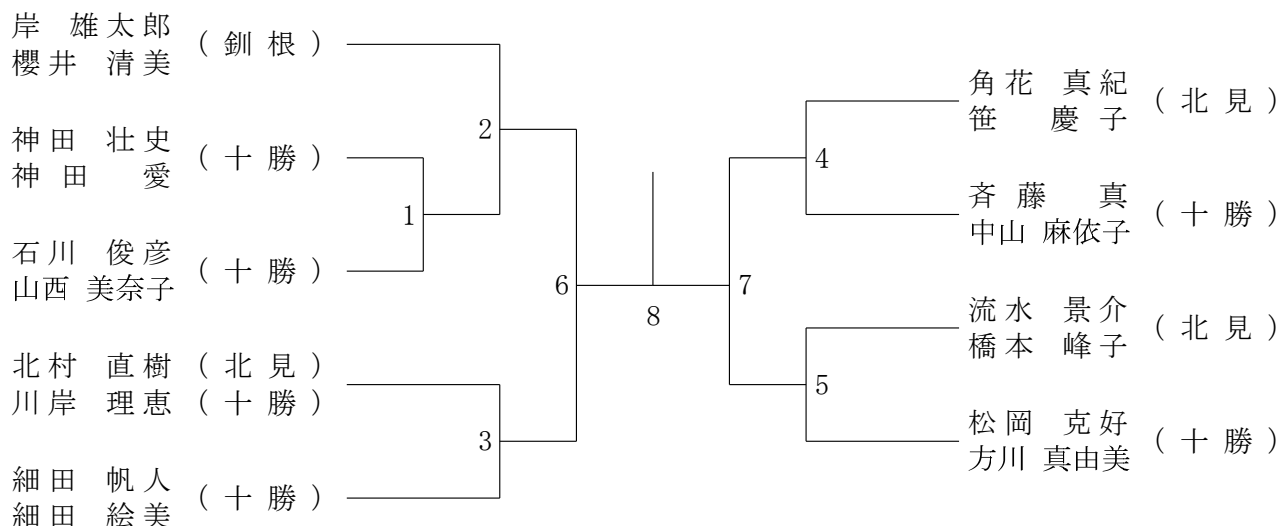 岸 雄太郎
櫻井 清美
(釧根)
神田 壮史
神田 愛
(十勝)
石川 俊彦
山西 美奈子
(十勝)
北村 直樹 (北見)
川岸 理恵 (十勝)
細田 帆人
細田 絵美
(十勝)
2
1
6
3
8
角花 真紀
笹 慶子
(北見)
斉藤 真
中山 麻依子
(十勝)
流水 景介
橋本 峰子
(北見)
松岡 克好
方川 真由美
(十勝)
4
7
5